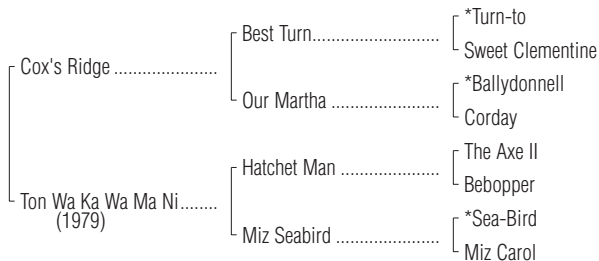 *Turn-to
Best Turn...........................
Sweet Clementine
Cox's Ridge ......................
*Ballydonnell
Our Martha .......................
Corday
The Axe II
Hatchet Man .....................
Bebopper
Ton Wa Ka Wa Ma Ni........
(1979)
*Sea-Bird
Miz Seabird ......................
Miz Carol